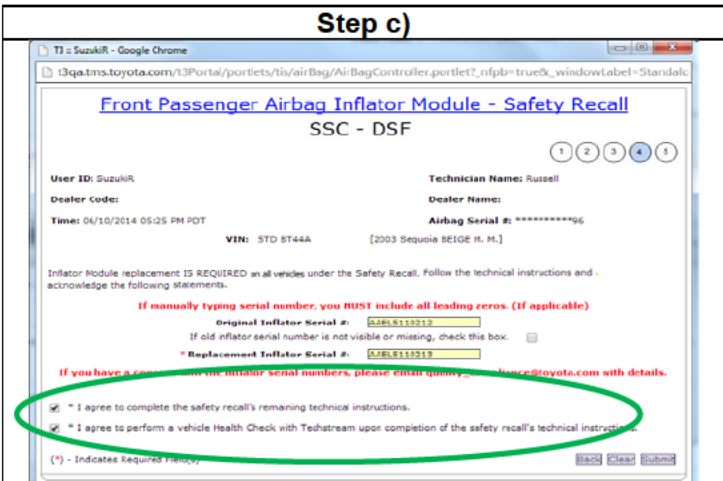 Step c)
T3 :: SuzukiR - Google Chrome
t3qa.tms.toyota.com/t3Portal/portlets/tis/airBag/AirBagController.portlet?_nfpb=true&_windowLabel=Standalc
Front Passenger Airbag Inflator Module - Safety Recall
SSC - DSF
1 2 3 4 5
User ID: SuzukiR Technician Name: Russell
Dealer Code: Dealer Name:
Time: 06/10/2014 05:25 PM PDT Airbag Serial #: **********96
VIN: 5TD BT44A [2003 Sequoia BEIGE M. M.]
Inflator Module replacement IS REQUIRED on all vehicles under the Safety Recall. Follow the technical instructions and
acknowledge the following statements.
If manually typing serial number, you MUST include all leading zeros. (If applicable)
Original Inflator Serial #: AABLS110212
If old inflator serial number is not visible or missing, check this box.
* Replacement Inflator Serial #: AABLS110213
If you have a concern with the inflator serial numbers, please email @toyota.com with details.
* I agree to complete the safety recall's remaining technical instructions.
* I agree to perform a vehicle Health Check with Techstream upon completion of the safety recall's technical instructions.
(*) - Indicates Required Field(s) Back Clear Submit